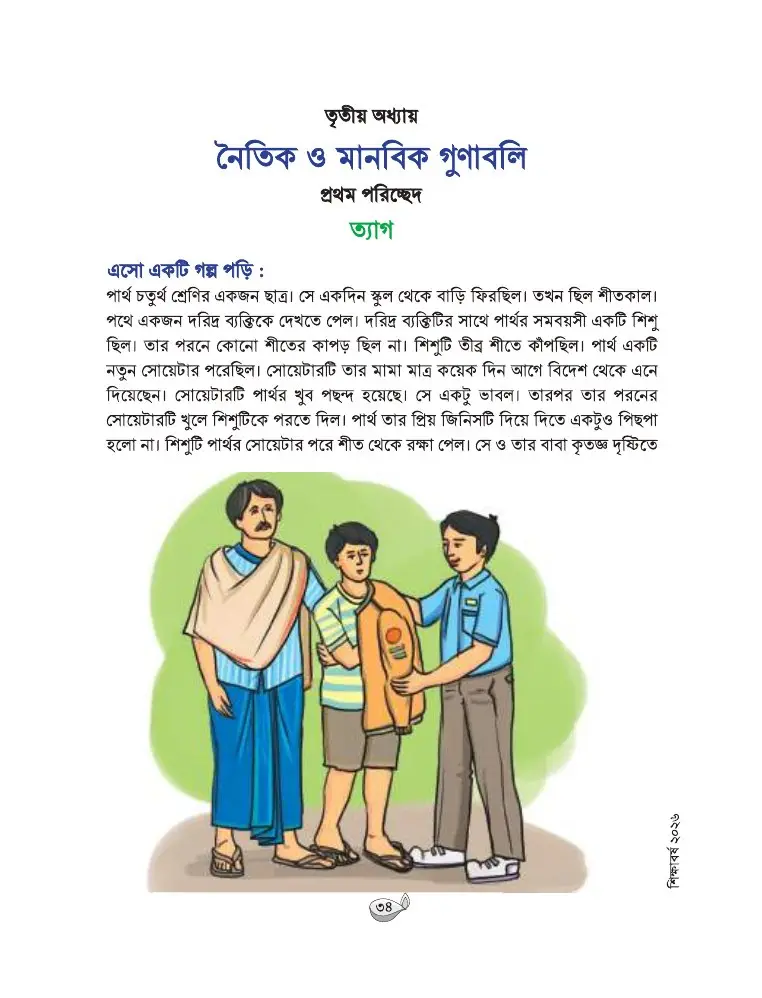 তৃতীয় অধ্যায়
নৈতিক ও মানবিক গুণাবলি
প্রথম পরিচ্ছেদ
ত্যাগ
এসো একটি গল্প পড়ি :
পার্থ চতুর্থ শ্রেণির একজন ছাত্র। সে একদিন স্কুল থেকে বাড়ি ফিরছিল। তখন ছিল শীতকাল।
পথে একজন দরিদ্র ব্যক্তিকে দেখতে পেল। দরিদ্র ব্যক্তিটির সাথে পার্থর সমবয়সী একটি শিশু
ছিল। তার পরনে কোনো শীতের কাপড় ছিল না। শিশুটি তীব্র শীতে কাঁপছিল। পার্থ একটি
নতুন সোয়েটার পরেছিল। সোয়েটারটি তার মামা মাত্র কয়েক দিন আগে বিদেশ থেকে এনে
দিয়েছেন। সোয়েটারটি পার্থর খুব পছন্দ হয়েছে। সে একটু ভাবল। তারপর তার পরনের
সোয়েটারটি খুলে শিশুটিকে পরতে দিল। পার্থ তার প্রিয় জিনিসটি দিয়ে দিতে একটুও পিছপা
হলো না। শিশুটি পার্থর সোয়েটার পরে শীত থেকে রক্ষা পেল। সে ও তার বাবা কৃতজ্ঞ দৃষ্টিতে
শিক্ষাবর্ষ ২০২৬
৩৪